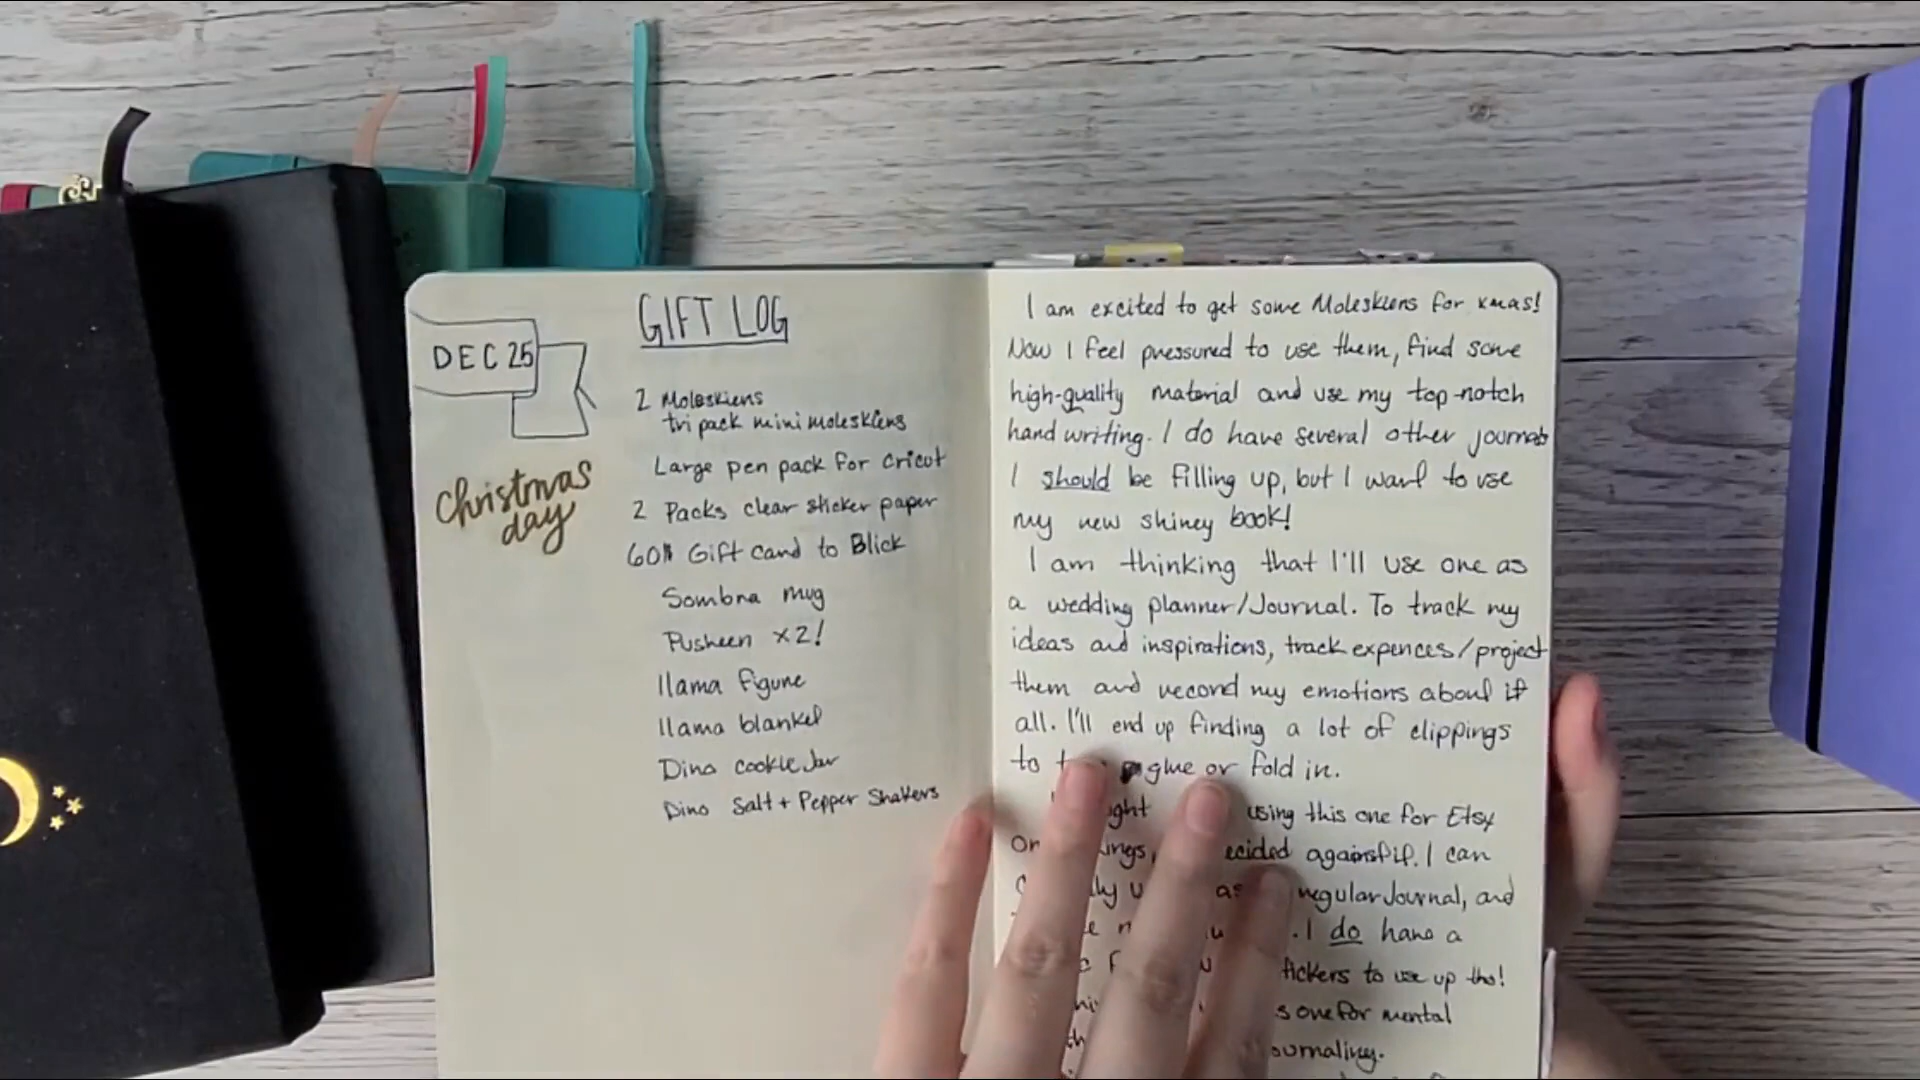 DEC 25
Christmas
day
GIFT LOG
2 Moleskiens
tri pack mini moleskiens
Large pen pack for cricut
2 Packs clear sticker paper
60$ Gift Card to Blick
Sombra mug
Pusheen x2!
llama figure
llama blanket
Dino cookie Jar
Dino Salt + Pepper Shakers
I am excited to get some Moleskiens for xmas!
Now I feel pressured to use them, find some
high-quality material and use my top-notch
hand writing. I do have several other journals
I should be filling up, but I want to use
my new shiney book!
I am thinking that I'll use one as
a wedding planner/Journal. To track my
ideas and inspirations, track expences/project
them and record my emotions about it
all. I'll end up finding a lot of clippings
to glue or fold in.
using this one for Etsy
decided against it. I can
regular Journal, and
. I do have a
stickers to use up tho!
one for mental
journaling.